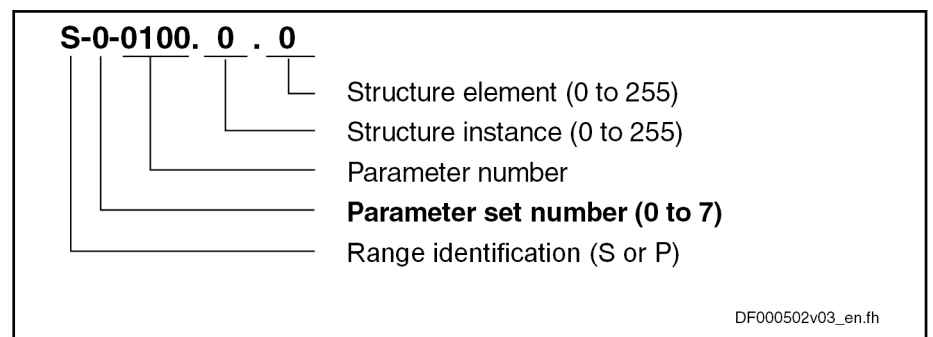 S-0-0100. 0 . 0
Structure element (0 to 255)
Structure instance (0 to 255)
Parameter number
Parameter set number (0 to 7)
Range identification (S or P)
DF000502v03_en.fh